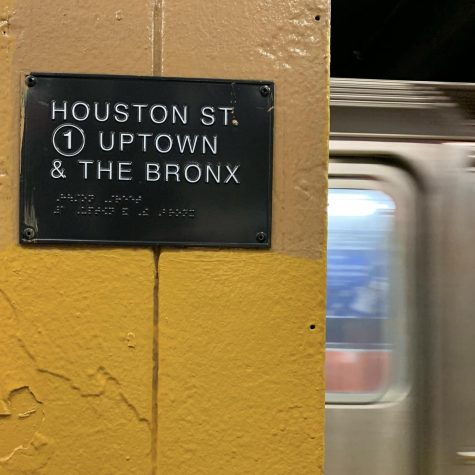 HOUSTON ST.
1 UPTOWN
& THE BRONX